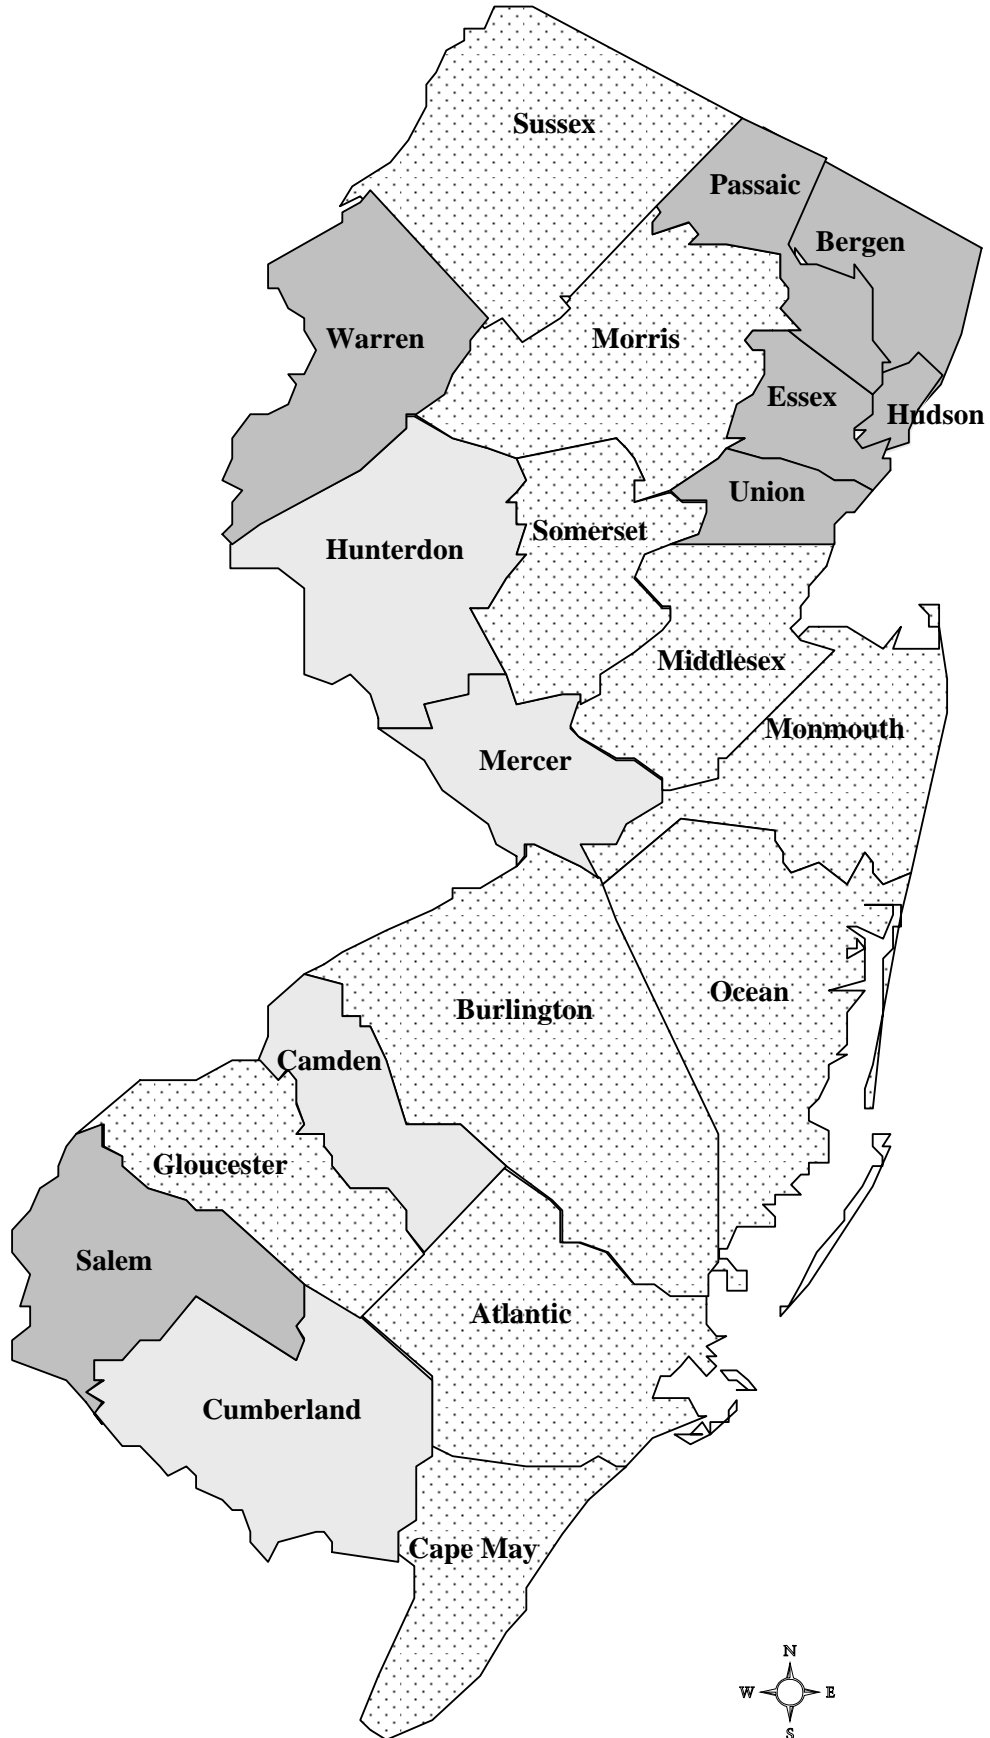 Sussex
Passaic
Bergen
Warren
Morris
Essex
Hudson
Union
Somerset
Hunterdon
Middlesex
Monmouth
Mercer
Ocean
Burlington
Camden
Gloucester
Salem
Atlantic
Cumberland
Cape May
N
W E
S